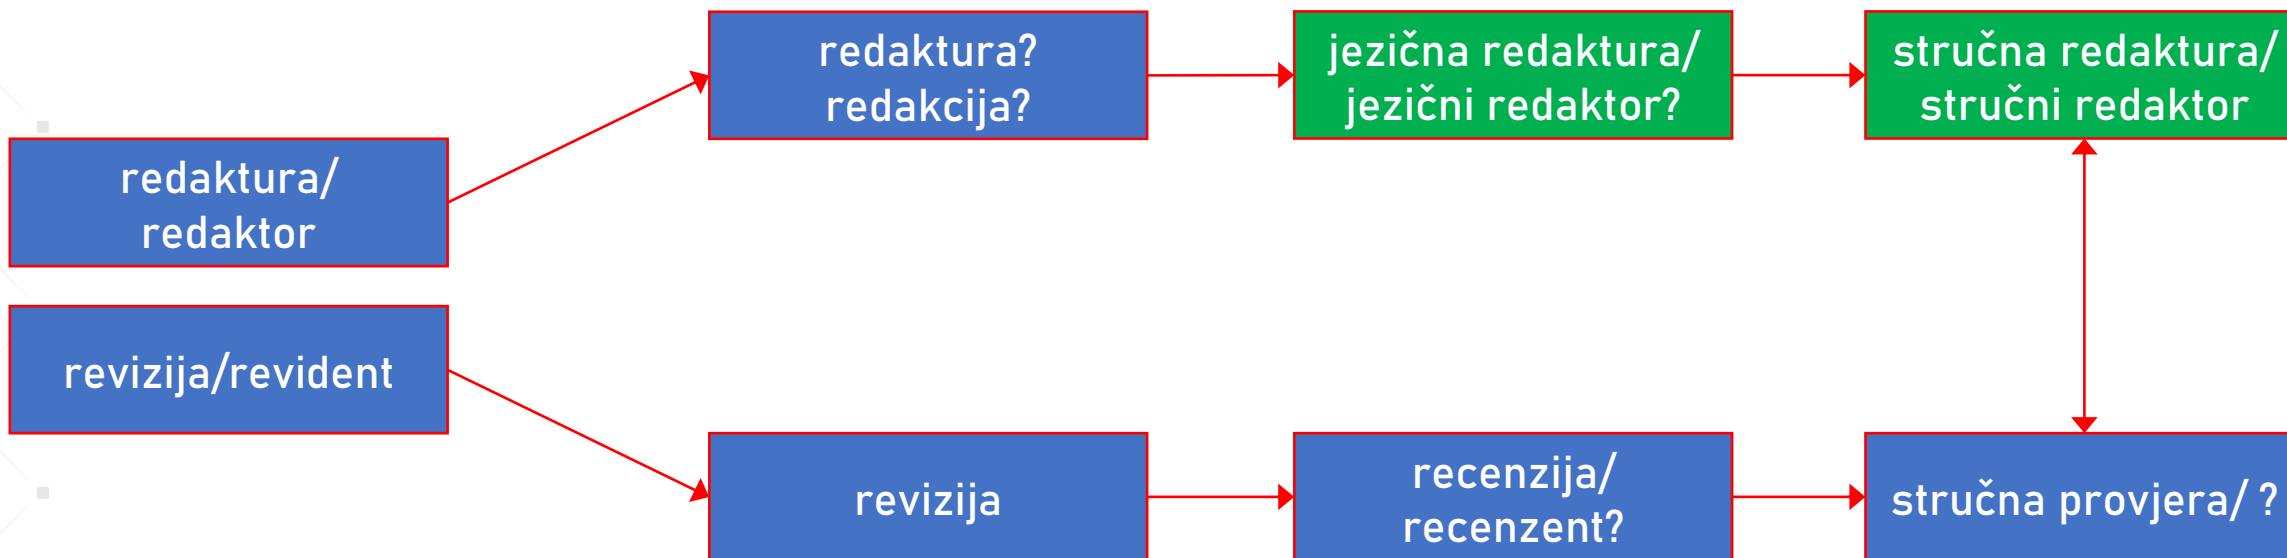 redaktura/
redaktor
redaktura?
redakcija?
jezična redaktura/
jezični redaktor?
stručna redaktura/
stručni redaktor
revizija/revident
revizija
recenzija/
recenzent?
stručna provjera/ ?